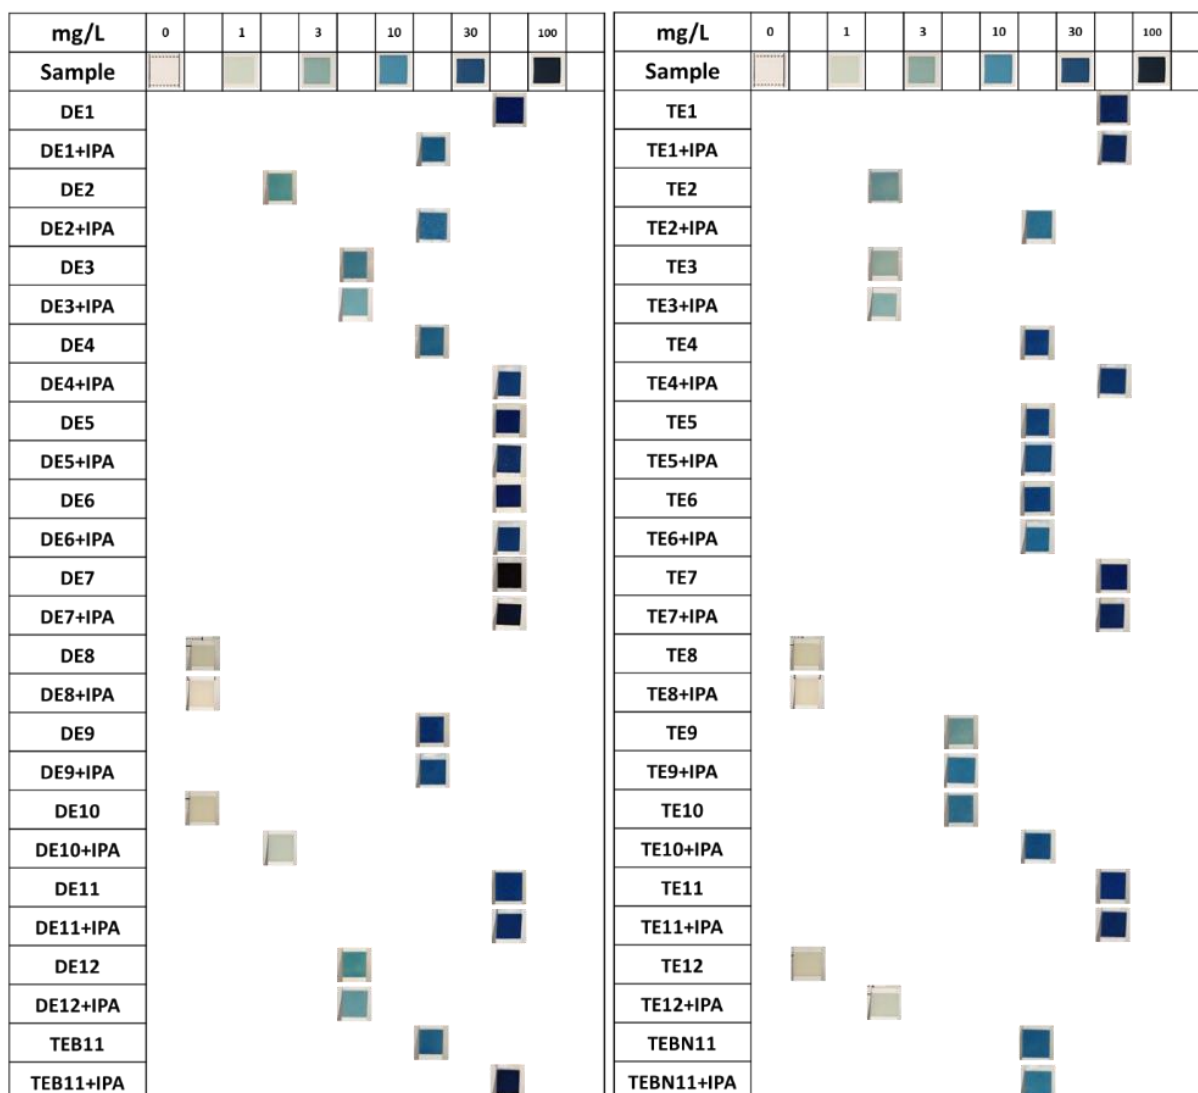 mg/L 0 1 3 10 30 100
Sample
DE1
DE1+IPA
DE2
DE2+IPA
DE3
DE3+IPA
DE4
DE4+IPA
DE5
DE5+IPA
DE6
DE6+IPA
DE7
DE7+IPA
DE8
DE8+IPA
DE9
DE9+IPA
DE10
DE10+IPA
DE11
DE11+IPA
DE12
DE12+IPA
TEB11
TEB11+IPA
mg/L 0 1 3 10 30 100
Sample
TE1
TE1+IPA
TE2
TE2+IPA
TE3
TE3+IPA
TE4
TE4+IPA
TE5
TE5+IPA
TE6
TE6+IPA
TE7
TE7+IPA
TE8
TE8+IPA
TE9
TE9+IPA
TE10
TE10+IPA
TE11
TE11+IPA
TE12
TE12+IPA
TEBN11
TEBN11+IPA